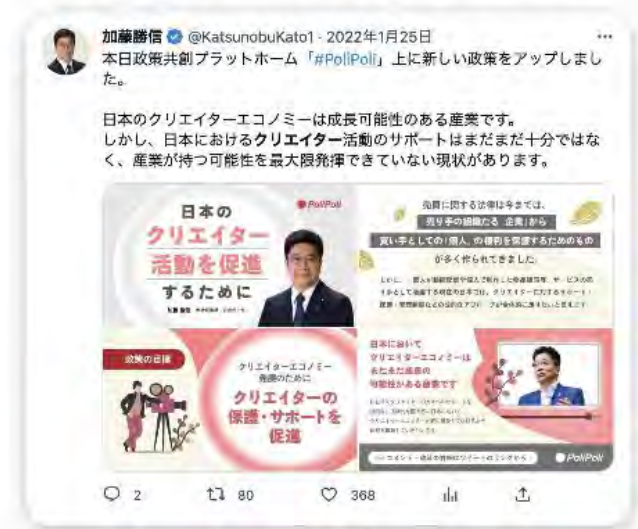 加藤勝信 @KatsunobuKato1 · 2022年1月25日
本日政策共創プラットホーム「#PoliPoli」上に新しい政策をアップしまし
た。
日本のクリエイターエコノミーは成長可能性のある産業です。
しかし、日本におけるクリエイター活動のサポートはまだまだ十分ではな
く、産業が持つ可能性を最大限発揮できていない現状があります。
日本の
クリエイター
活動を促進
するために
PoliPoli
売買に関する法律は今までは、
売り手の組織たる「企業」から
買い手としての「個人」の権利を保護するためのもの
が多く作られてきました。
政策の目標
クリエイターエコノミー
発展のために
クリエイターの
保護・サポートを
促進
日本において
クリエイターエコノミーは
まだまだ成長の
可能性がある産業です
PoliPoli
2
80
368